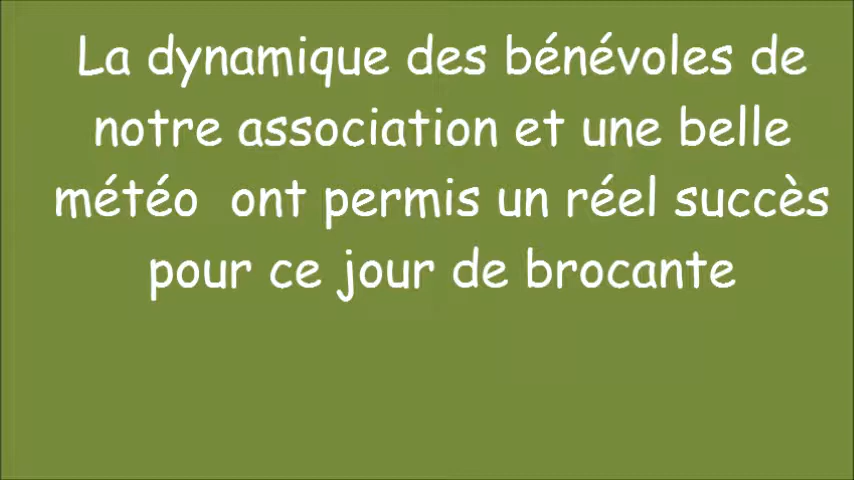 La dynamique des bénévoles de
notre association et une belle
météo  ont permis un réel succès
pour ce jour de brocante